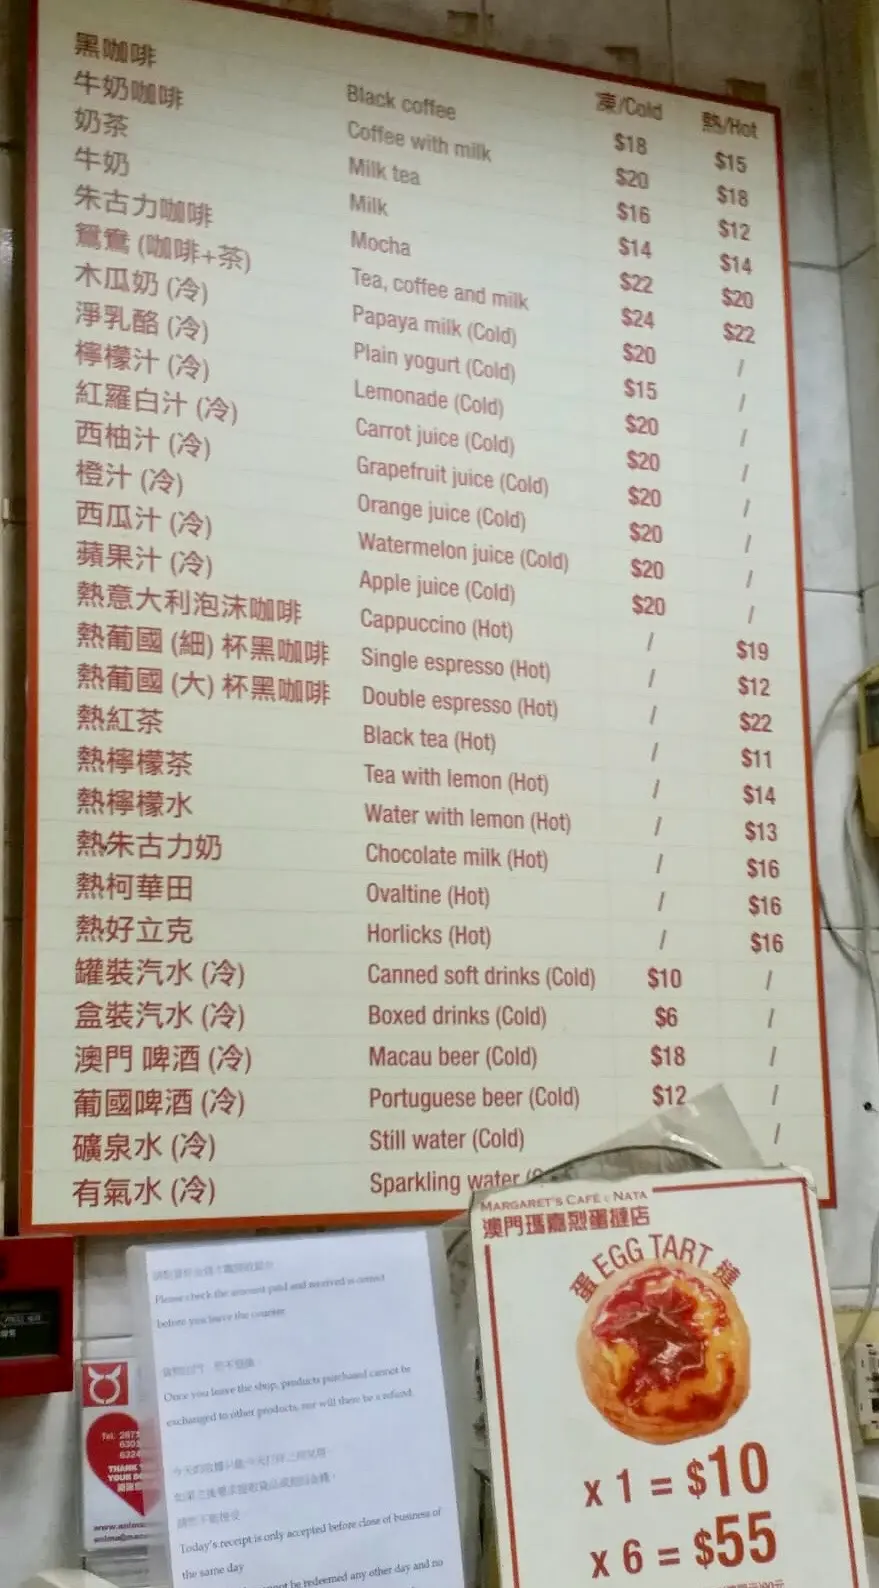 凍/Cold 熱/Hot
黑咖啡 Black coffee $18 $15
牛奶咖啡 Coffee with milk $20 $18
奶茶 Milk tea $16 $12
牛奶 Milk $14 $14
朱古力咖啡 Mocha $22 $20
鴛鴦 (咖啡+茶) Tea, coffee and milk $24 $22
木瓜奶 (冷) Papaya milk (Cold) $20 /
淨乳酪 (冷) Plain yogurt (Cold) $15 /
檸檬汁 (冷) Lemonade (Cold) $20 /
紅羅白汁 (冷) Carrot juice (Cold) $20 /
西柚汁 (冷) Grapefruit juice (Cold) $20 /
橙汁 (冷) Orange juice (Cold) $20 /
西瓜汁 (冷) Watermelon juice (Cold) $20 /
蘋果汁 (冷) Apple juice (Cold) $20 /
熱意大利泡沫咖啡 Cappuccino (Hot) / $19
熱葡國 (細) 杯黑咖啡 Single espresso (Hot) / $12
熱葡國 (大) 杯黑咖啡 Double espresso (Hot) / $22
熱紅茶 Black tea (Hot) / $11
熱檸檬茶 Tea with lemon (Hot) / $14
熱檸檬水 Water with lemon (Hot) / $13
熱朱古力奶 Chocolate milk (Hot) / $16
熱柯華田 Ovaltine (Hot) / $16
熱好立克 Horlicks (Hot) / $16
罐裝汽水 (冷) Canned soft drinks (Cold) $10 /
盒裝汽水 (冷) Boxed drinks (Cold) $6 /
澳門 啤酒 (冷) Macau beer (Cold) $18 /
葡國啤酒 (冷) Portuguese beer (Cold) $12 /
礦泉水 (冷) Still water (Cold) /
有氣水 (冷) Sparkling water
MARGARET'S CAFÉ e NATA
澳門瑪嘉烈蛋撻店
蛋 EGG TART 撻
x 1 = $10
x 6 = $55
Please check the amount paid and received is correct
before you leave the counter
Once you leave the shop, products purchased cannot be
exchanged to other products, nor will there be a refund.
Today's receipt is only accepted before close of business of
the same day
be redeemed any other day and no
Tel: 
THANK
YOUR